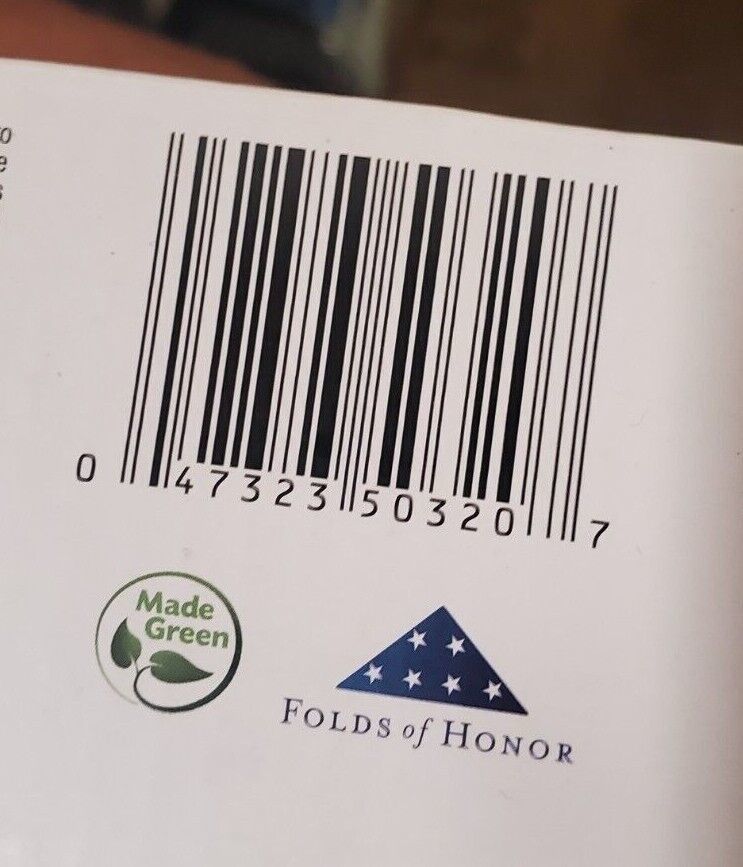 0 47323 50320 7
Made
Green
FOLDS of HONOR